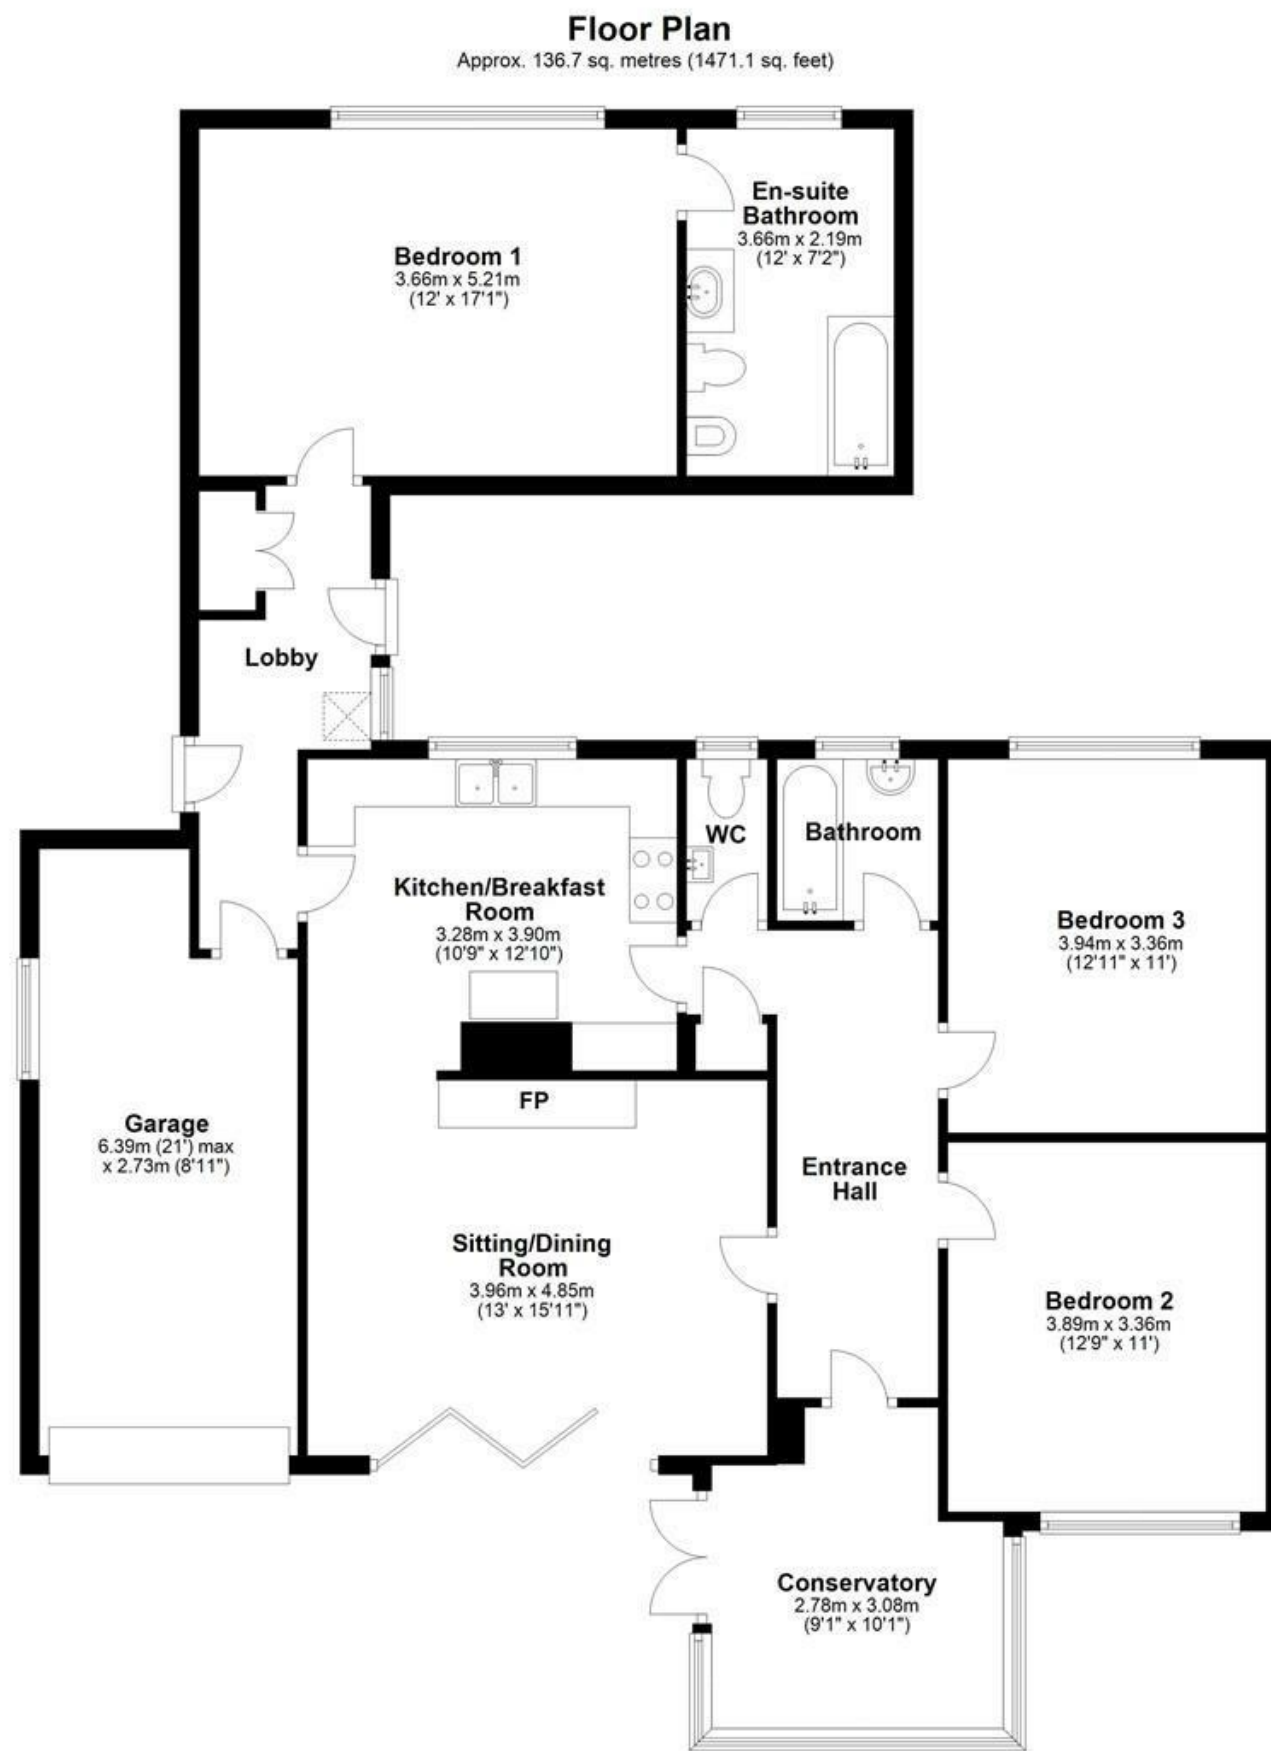 Floor Plan
Approx. 136.7 sq. metres (1471.1 sq. feet)
Bedroom 1
3.66m x 5.21m
(12' x 17'1")
En-suite
Bathroom
3.66m x 2.19m
(12' x 7'2")
Lobby
Kitchen/Breakfast
Room
3.28m x 3.90m
(10'9" x 12'10")
WC
Bathroom
Bedroom 3
3.94m x 3.36m
(12'11" x 11')
Garage
6.39m (21') max
x 2.73m (8'11")
FP
Entrance
Hall
Sitting/Dining
Room
3.96m x 4.85m
(13' x 15'11")
Bedroom 2
3.89m x 3.36m
(12'9" x 11')
Conservatory
2.78m x 3.08m
(9'1" x 10'1")